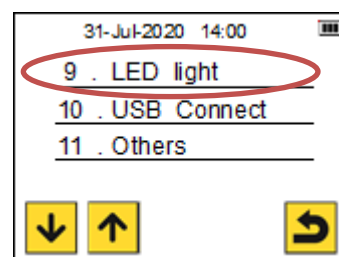 31-Jul-2020 14:00
9 . LED light
10 . USB Connect
11 . Others